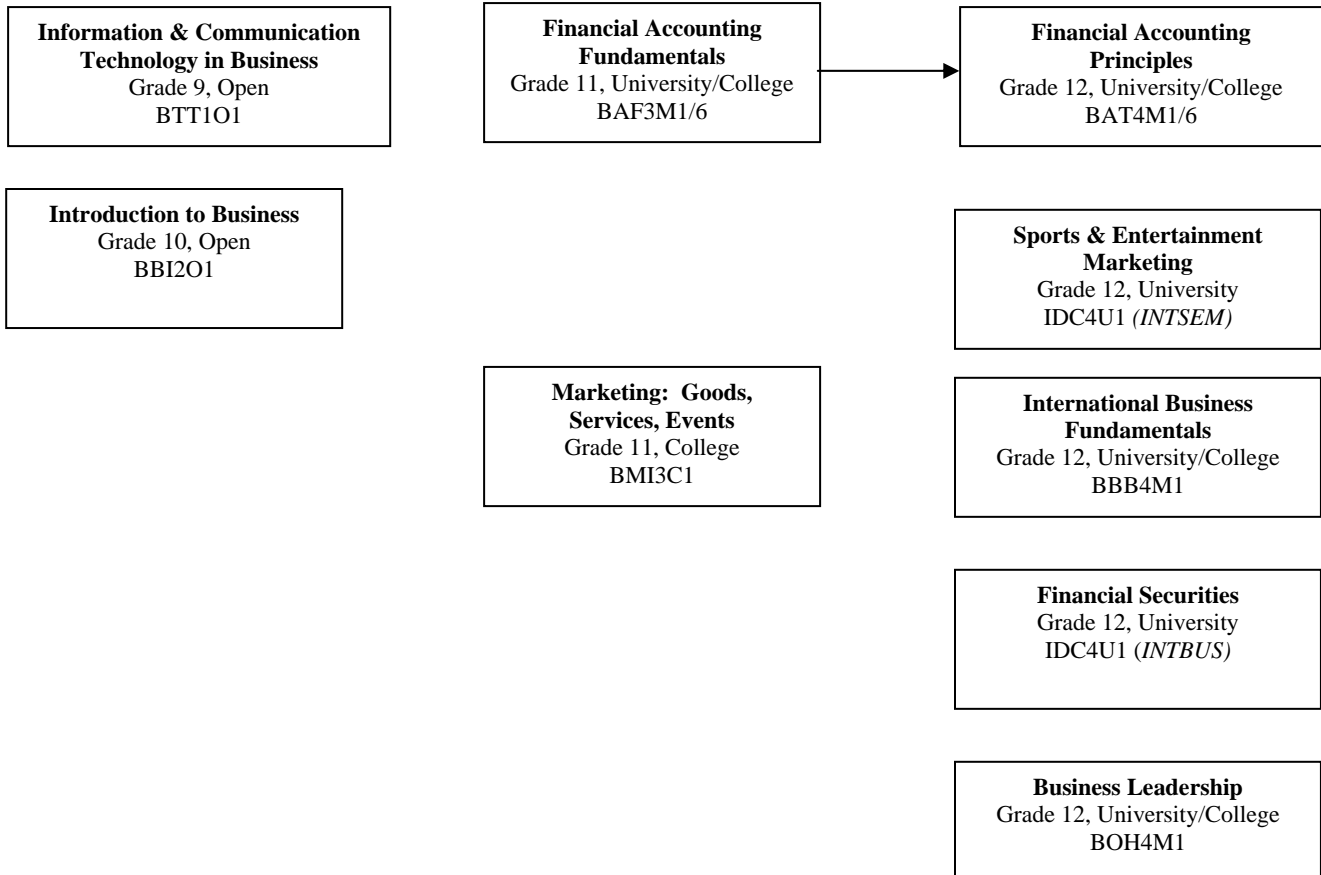 Information & Communication
Technology in Business
Grade 9, Open
BTT1O1
Financial Accounting
Fundamentals
Grade 11, University/College
BAF3M1/6
Financial Accounting
Principles
Grade 12, University/College
BAT4M1/6
Introduction to Business
Grade 10, Open
BBI2O1
Sports & Entertainment
Marketing
Grade 12, University
IDC4U1 (INTSEM)
Marketing:  Goods,
Services, Events
Grade 11, College
BMI3C1
International Business
Fundamentals
Grade 12, University/College
BBB4M1
Financial Securities
Grade 12, University
IDC4U1 (INTBUS)
Business Leadership
Grade 12, University/College
BOH4M1